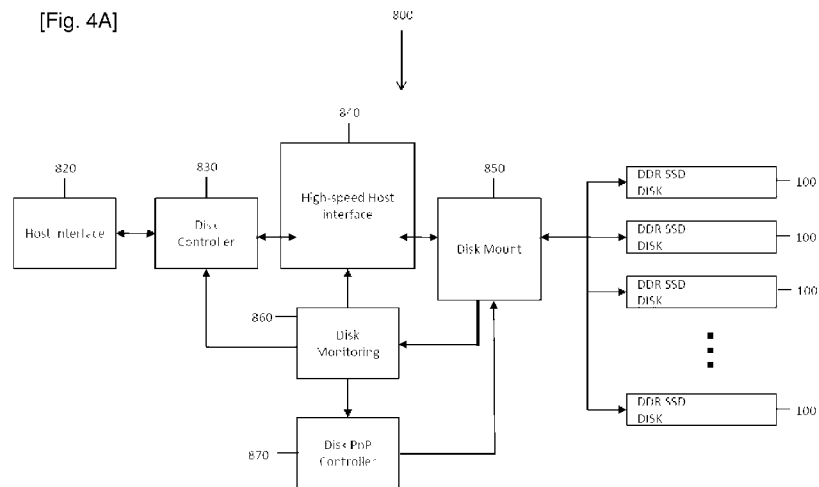 [Fig. 4A]
800
840
820
830
850
High-speed Host
interface
Host Interface
Disk
Controller
Disk Mount
DDR SSD
DISK
100
DDR SSD
DISK
100
DDR SSD
DISK
100
860
Disk
Monitoring
DDR SSD
DISK
100
870
Disk PnP
Controller